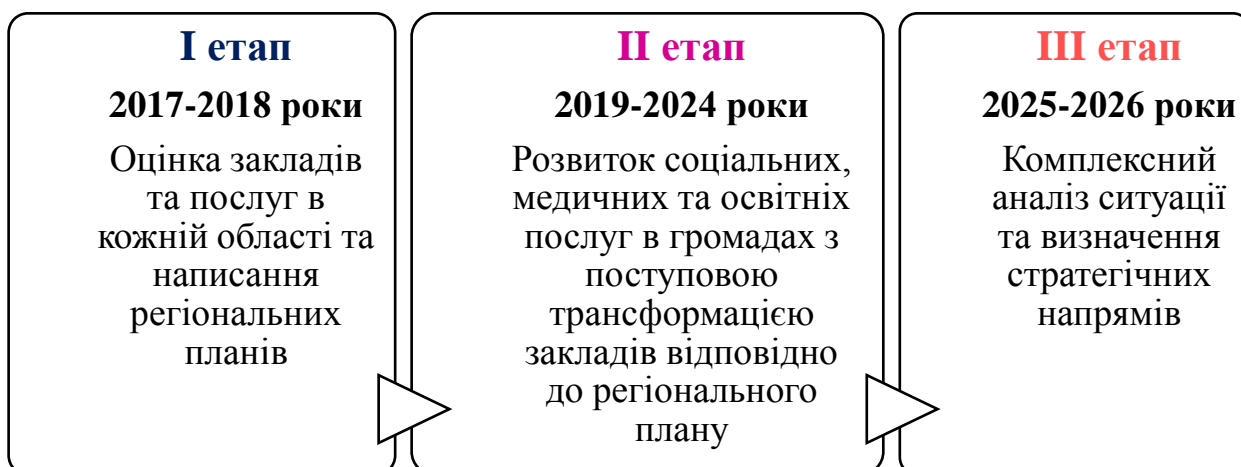 I етап
2017-2018 роки
Оцінка закладів
та послуг в
кожній області та
написання
регіональних
планів
II етап
2019-2024 роки
Розвиток соціальних,
медичних та освітніх
послуг в громадах з
поступовою
трансформацією
закладів відповідно
до регіонального
плану
III етап
2025-2026 роки
Комплексний
аналіз ситуації
та визначення
стратегічних
напрямів